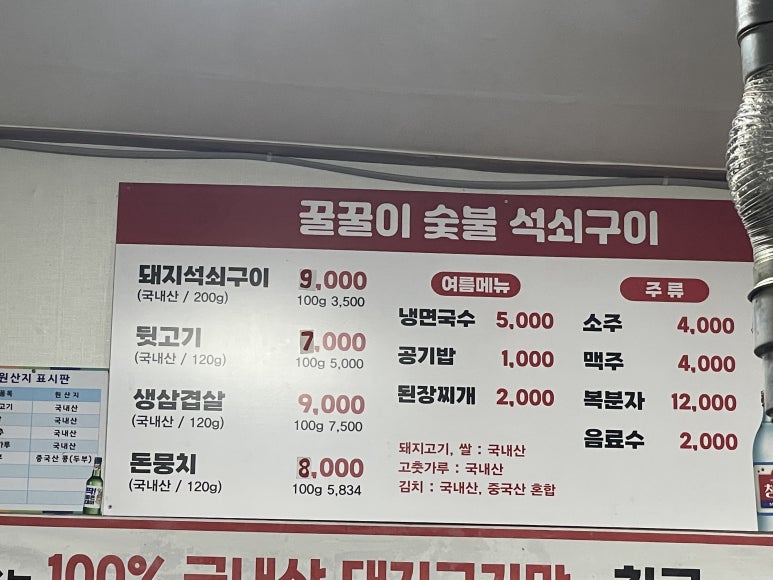 꿀꿀이 숯불 석쇠구이
돼지석쇠구이 9,000
(국내산 / 200g) 100g 3,500
뒷고기 7,000
(국내산 / 120g) 100g 5,000
생삼겹살 9,000
(국내산 / 120g) 100g 7,500
돈뭉치 8,000
(국내산 / 120g) 100g 5,834
여름메뉴
냉면국수 5,000
공기밥 1,000
된장찌개 2,000
돼지고기, 쌀 : 국내산
고춧가루 : 국내산
김치 : 국내산, 중국산 혼합
주류
소주 4,000
맥주 4,000
복분자 12,000
음료수 2,000
원산지 표시판
원산지
국내산
국내산
국내산
국내산
중국산 콩(두부)
100% 국내산 돼지고기만